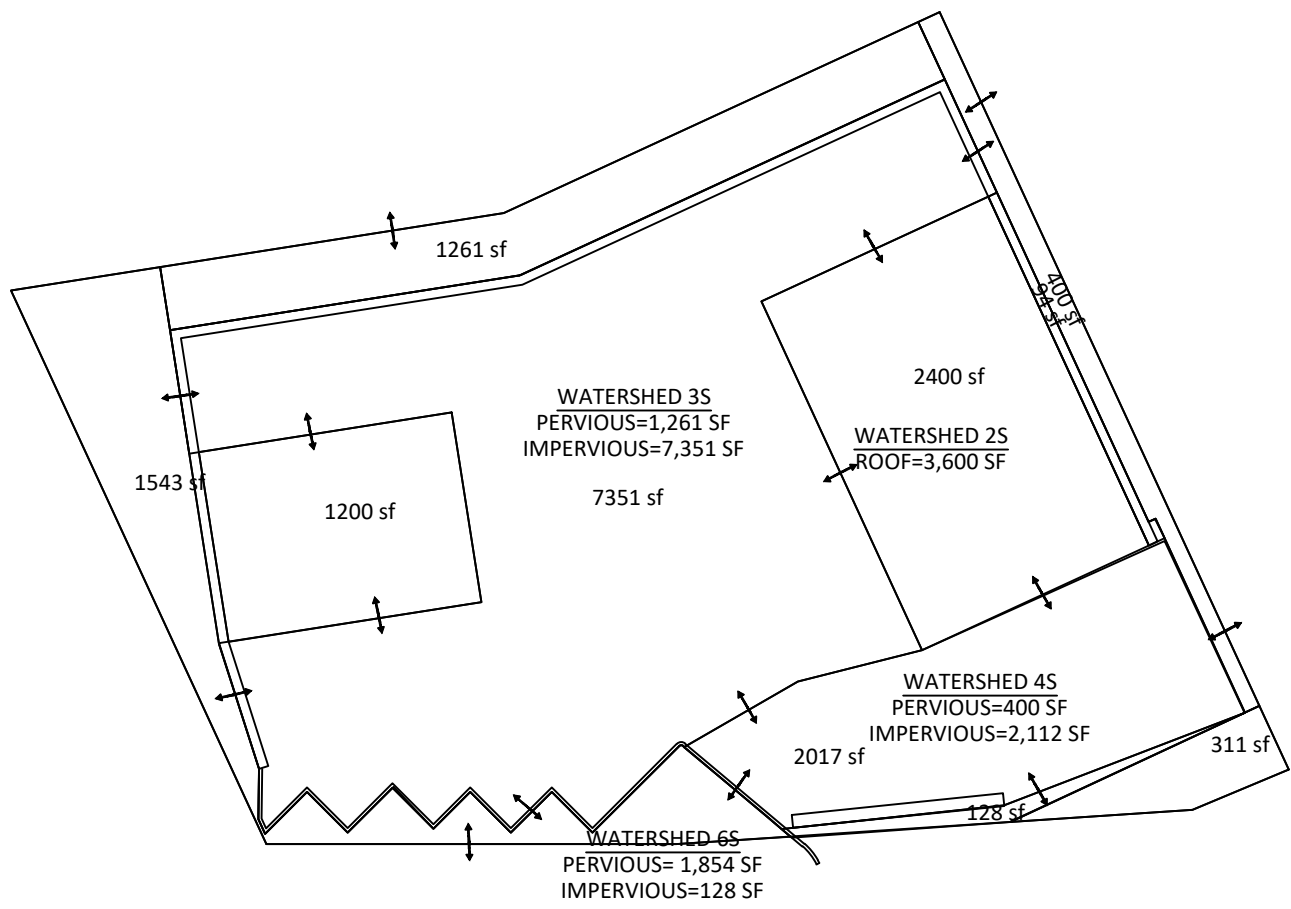 1261 sf
400 sf
94 sf
2400 sf
WATERSHED 3S
PERVIOUS=1,261 SF
IMPERVIOUS=7,351 SF
WATERSHED 2S
ROOF=3,600 SF
1543 sf
7351 sf
1200 sf
WATERSHED 4S
PERVIOUS=400 SF
IMPERVIOUS=2,112 SF
311 sf
2017 sf
128 sf
WATERSHED 6S
PERVIOUS= 1,854 SF
IMPERVIOUS=128 SF